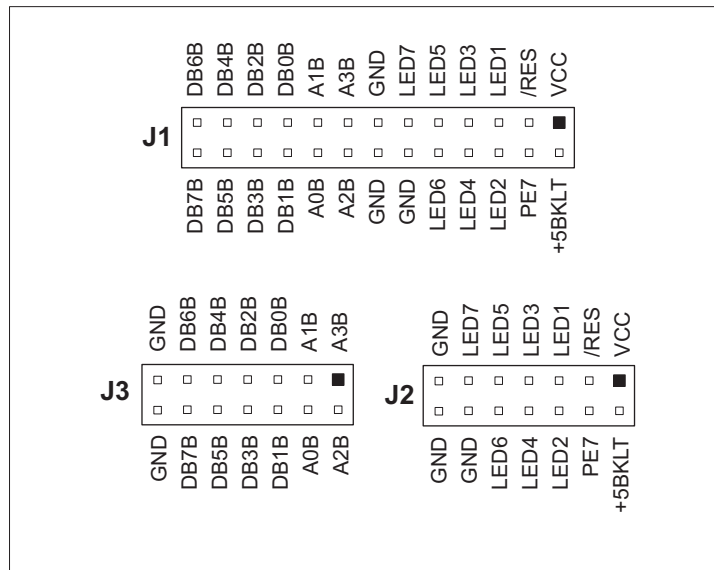 DB6B DB4B DB2B DB0B A1B A3B GND LED7 LED5 LED3 LED1 /RES VCC
J1
DB7B DB5B DB3B DB1B A0B A2B GND GND LED6 LED4 LED2 PE7 +5BKLT
GND DB6B DB4B DB2B DB0B A1B A3B
J3
GND DB7B DB5B DB3B DB1B A0B A2B
GND LED7 LED5 LED3 LED1 /RES VCC
J2
GND GND LED6 LED4 LED2 PE7 +5BKLT